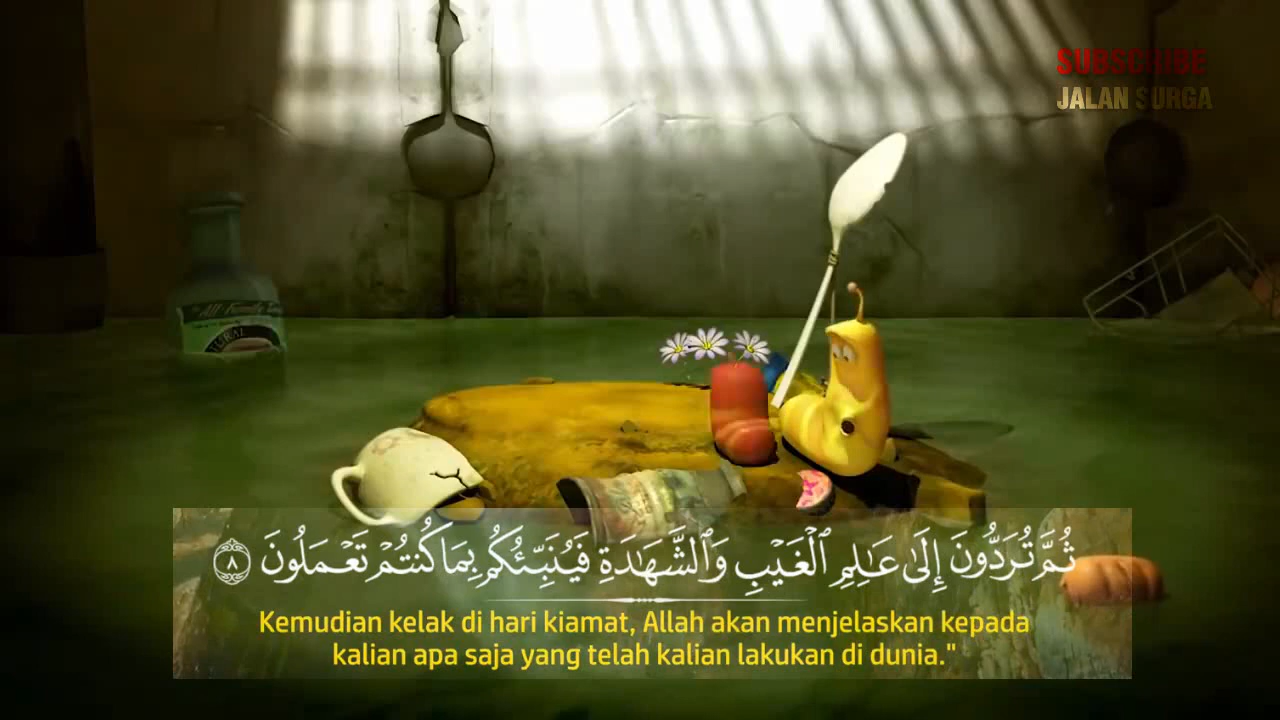 SUBSCRIBE
JALAN SURGA
ثُمَّ تُرَدُّونَ إِلَىٰ عَـٰلِمِ ٱلْغَيْبِ وَٱلشَّهَـٰدَةِ فَيُنَبِّئُكُم بِمَا كُنتُمْ تَعْمَلُونَ ٨
Kemudian kelak di hari kiamat, Allah akan menjelaskan kepada
kalian apa saja yang telah kalian lakukan di dunia."